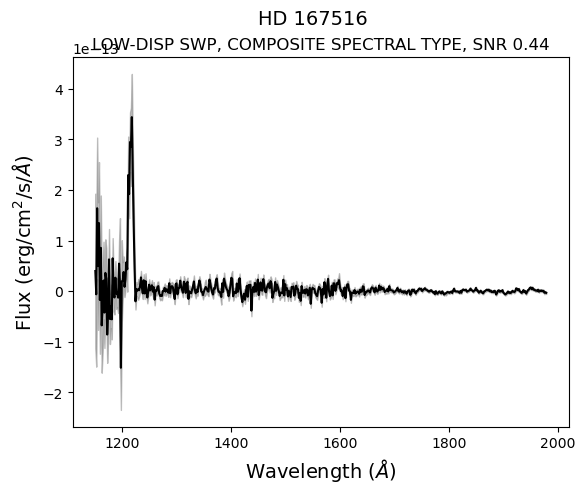 HD 167516
LOW-DISP SWP, COMPOSITE SPECTRAL TYPE, SNR 0.44
1e−13
4
3
2
1
0
−1
−2
Flux (erg/cm²/s/Å)
1200 1400 1600 1800 2000
Wavelength (Å)